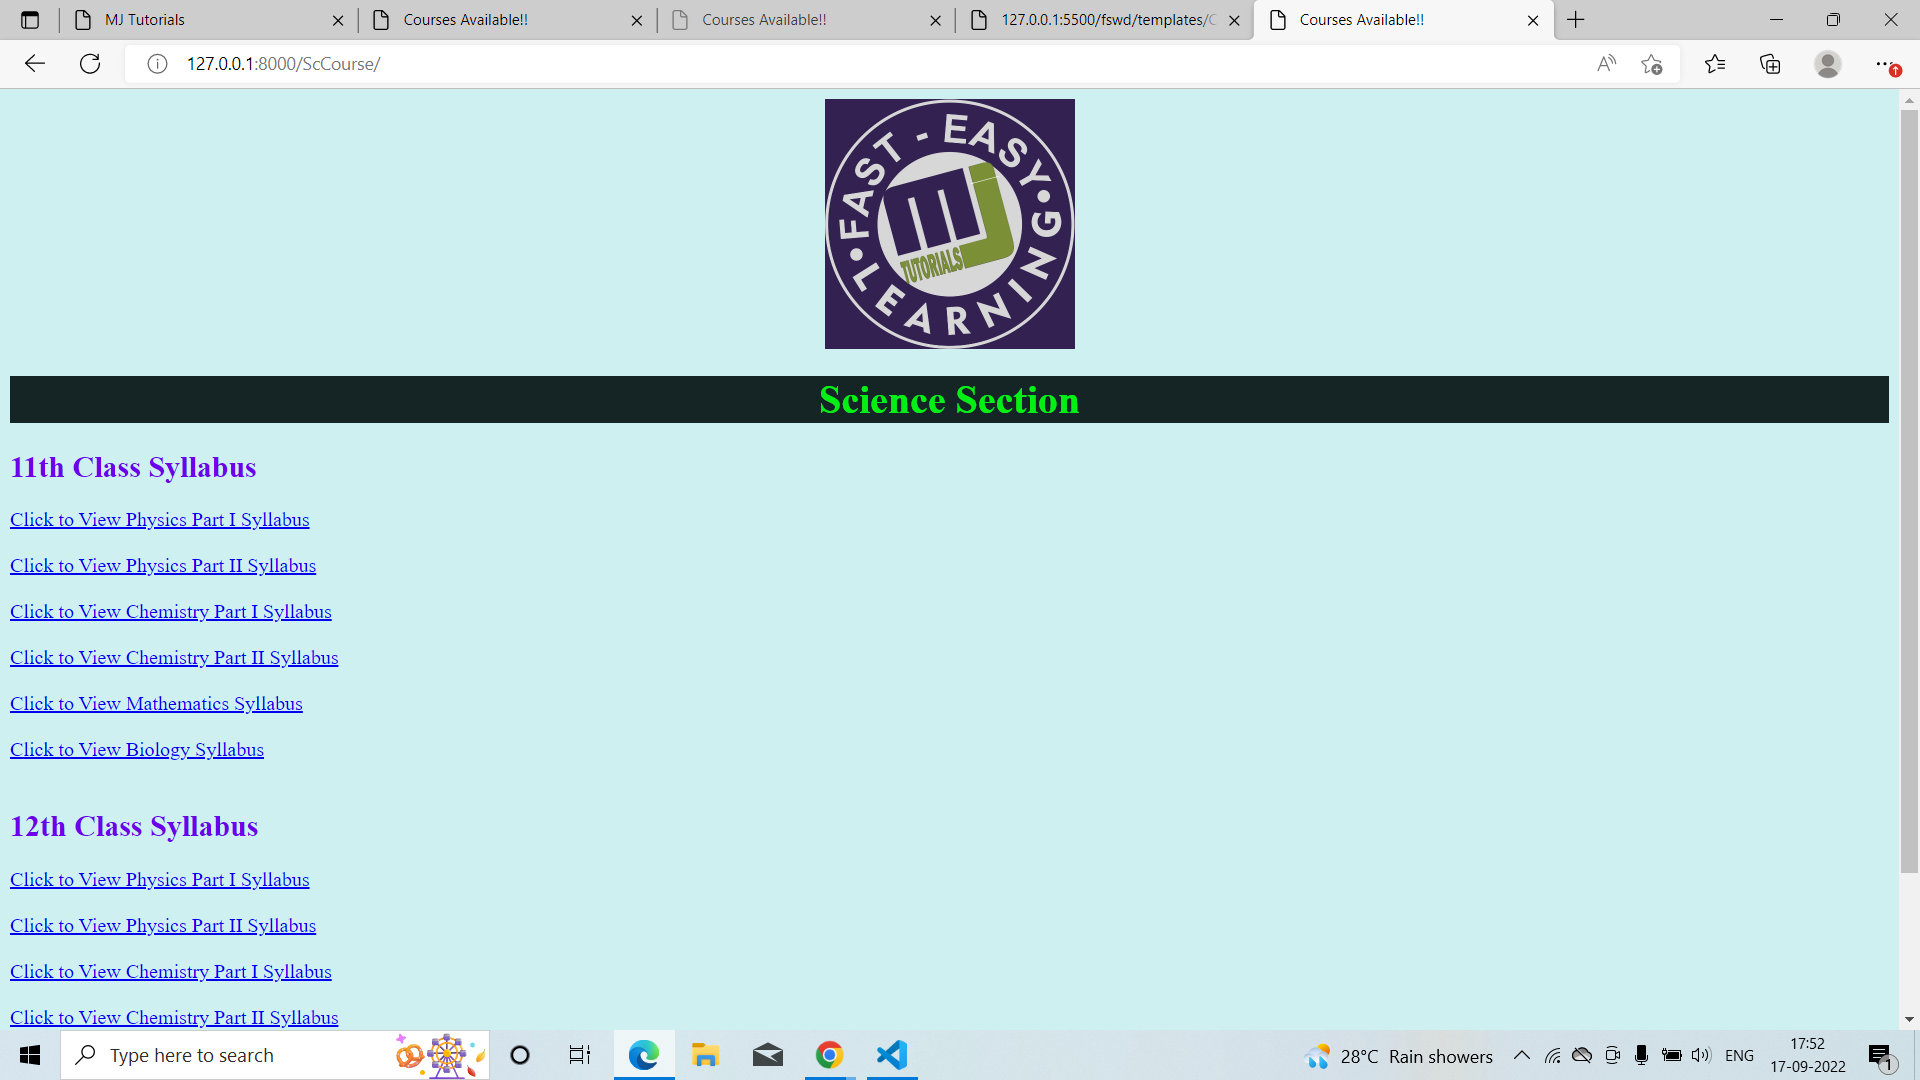 MJ Tutorials
Courses Available!!
Courses Available!!
127.0.0.1:5500/fswd/templates/C
Courses Available!!
127.0.0.1:8000/ScCourse/
FAST - EASY
LEARNING
MJ
TUTORIALS
Science Section
11th Class Syllabus
Click to View Physics Part I Syllabus
Click to View Physics Part II Syllabus
Click to View Chemistry Part I Syllabus
Click to View Chemistry Part II Syllabus
Click to View Mathematics Syllabus
Click to View Biology Syllabus
12th Class Syllabus
Click to View Physics Part I Syllabus
Click to View Physics Part II Syllabus
Click to View Chemistry Part I Syllabus
Click to View Chemistry Part II Syllabus
Type here to search
28°C Rain showers
ENG
17:52
17-09-2022
1